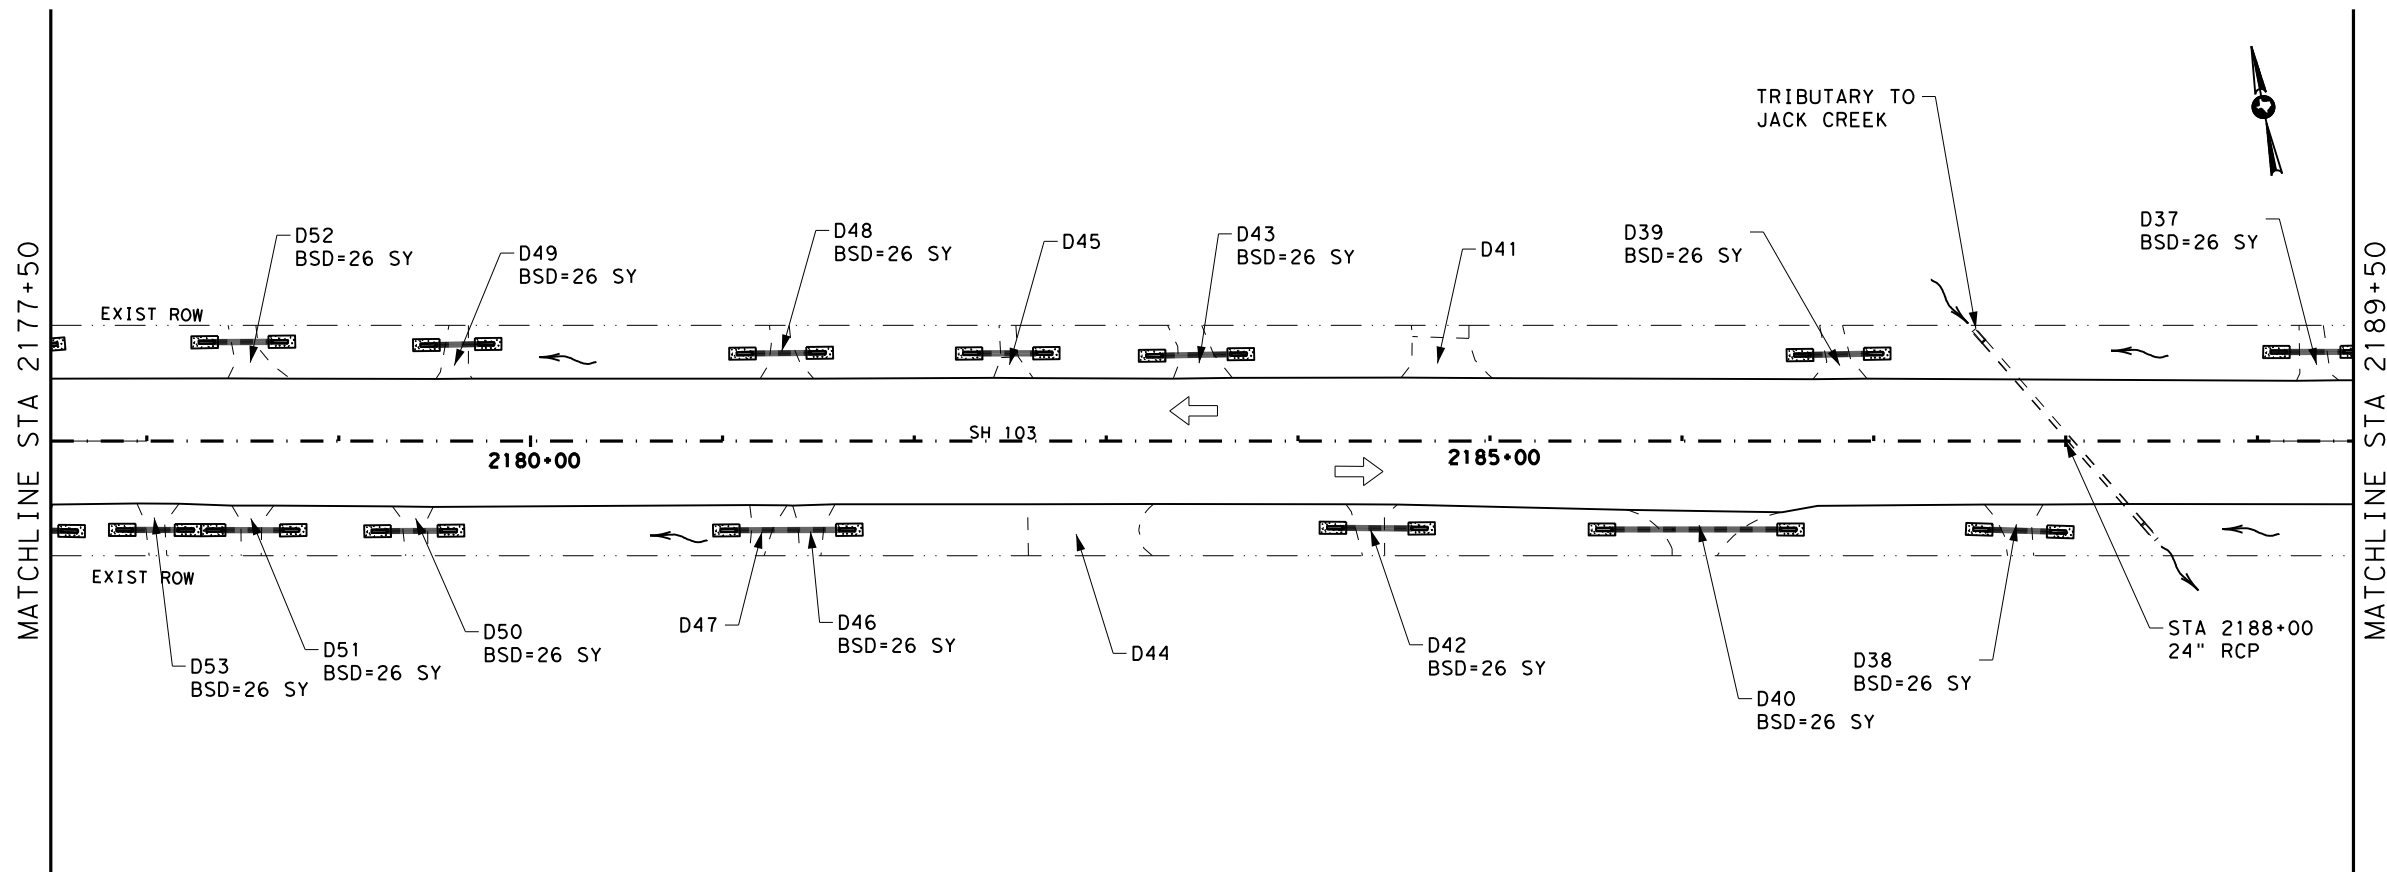 TRIBUTARY TO
JACK CREEK
D52
BSD=26 SY
D49
BSD=26 SY
D48
BSD=26 SY
D45
D43
BSD=26 SY
D41
D39
BSD=26 SY
D37
BSD=26 SY
MATCHLINE STA 2177+50
EXIST ROW
SH 103
2180+00
2185+00
MATCHLINE STA 2189+50
EXIST ROW
D53
BSD=26 SY
D51
BSD=26 SY
D50
BSD=26 SY
D47
D46
BSD=26 SY
D44
D42
BSD=26 SY
D40
BSD=26 SY
D38
BSD=26 SY
STA 2188+00
24" RCP